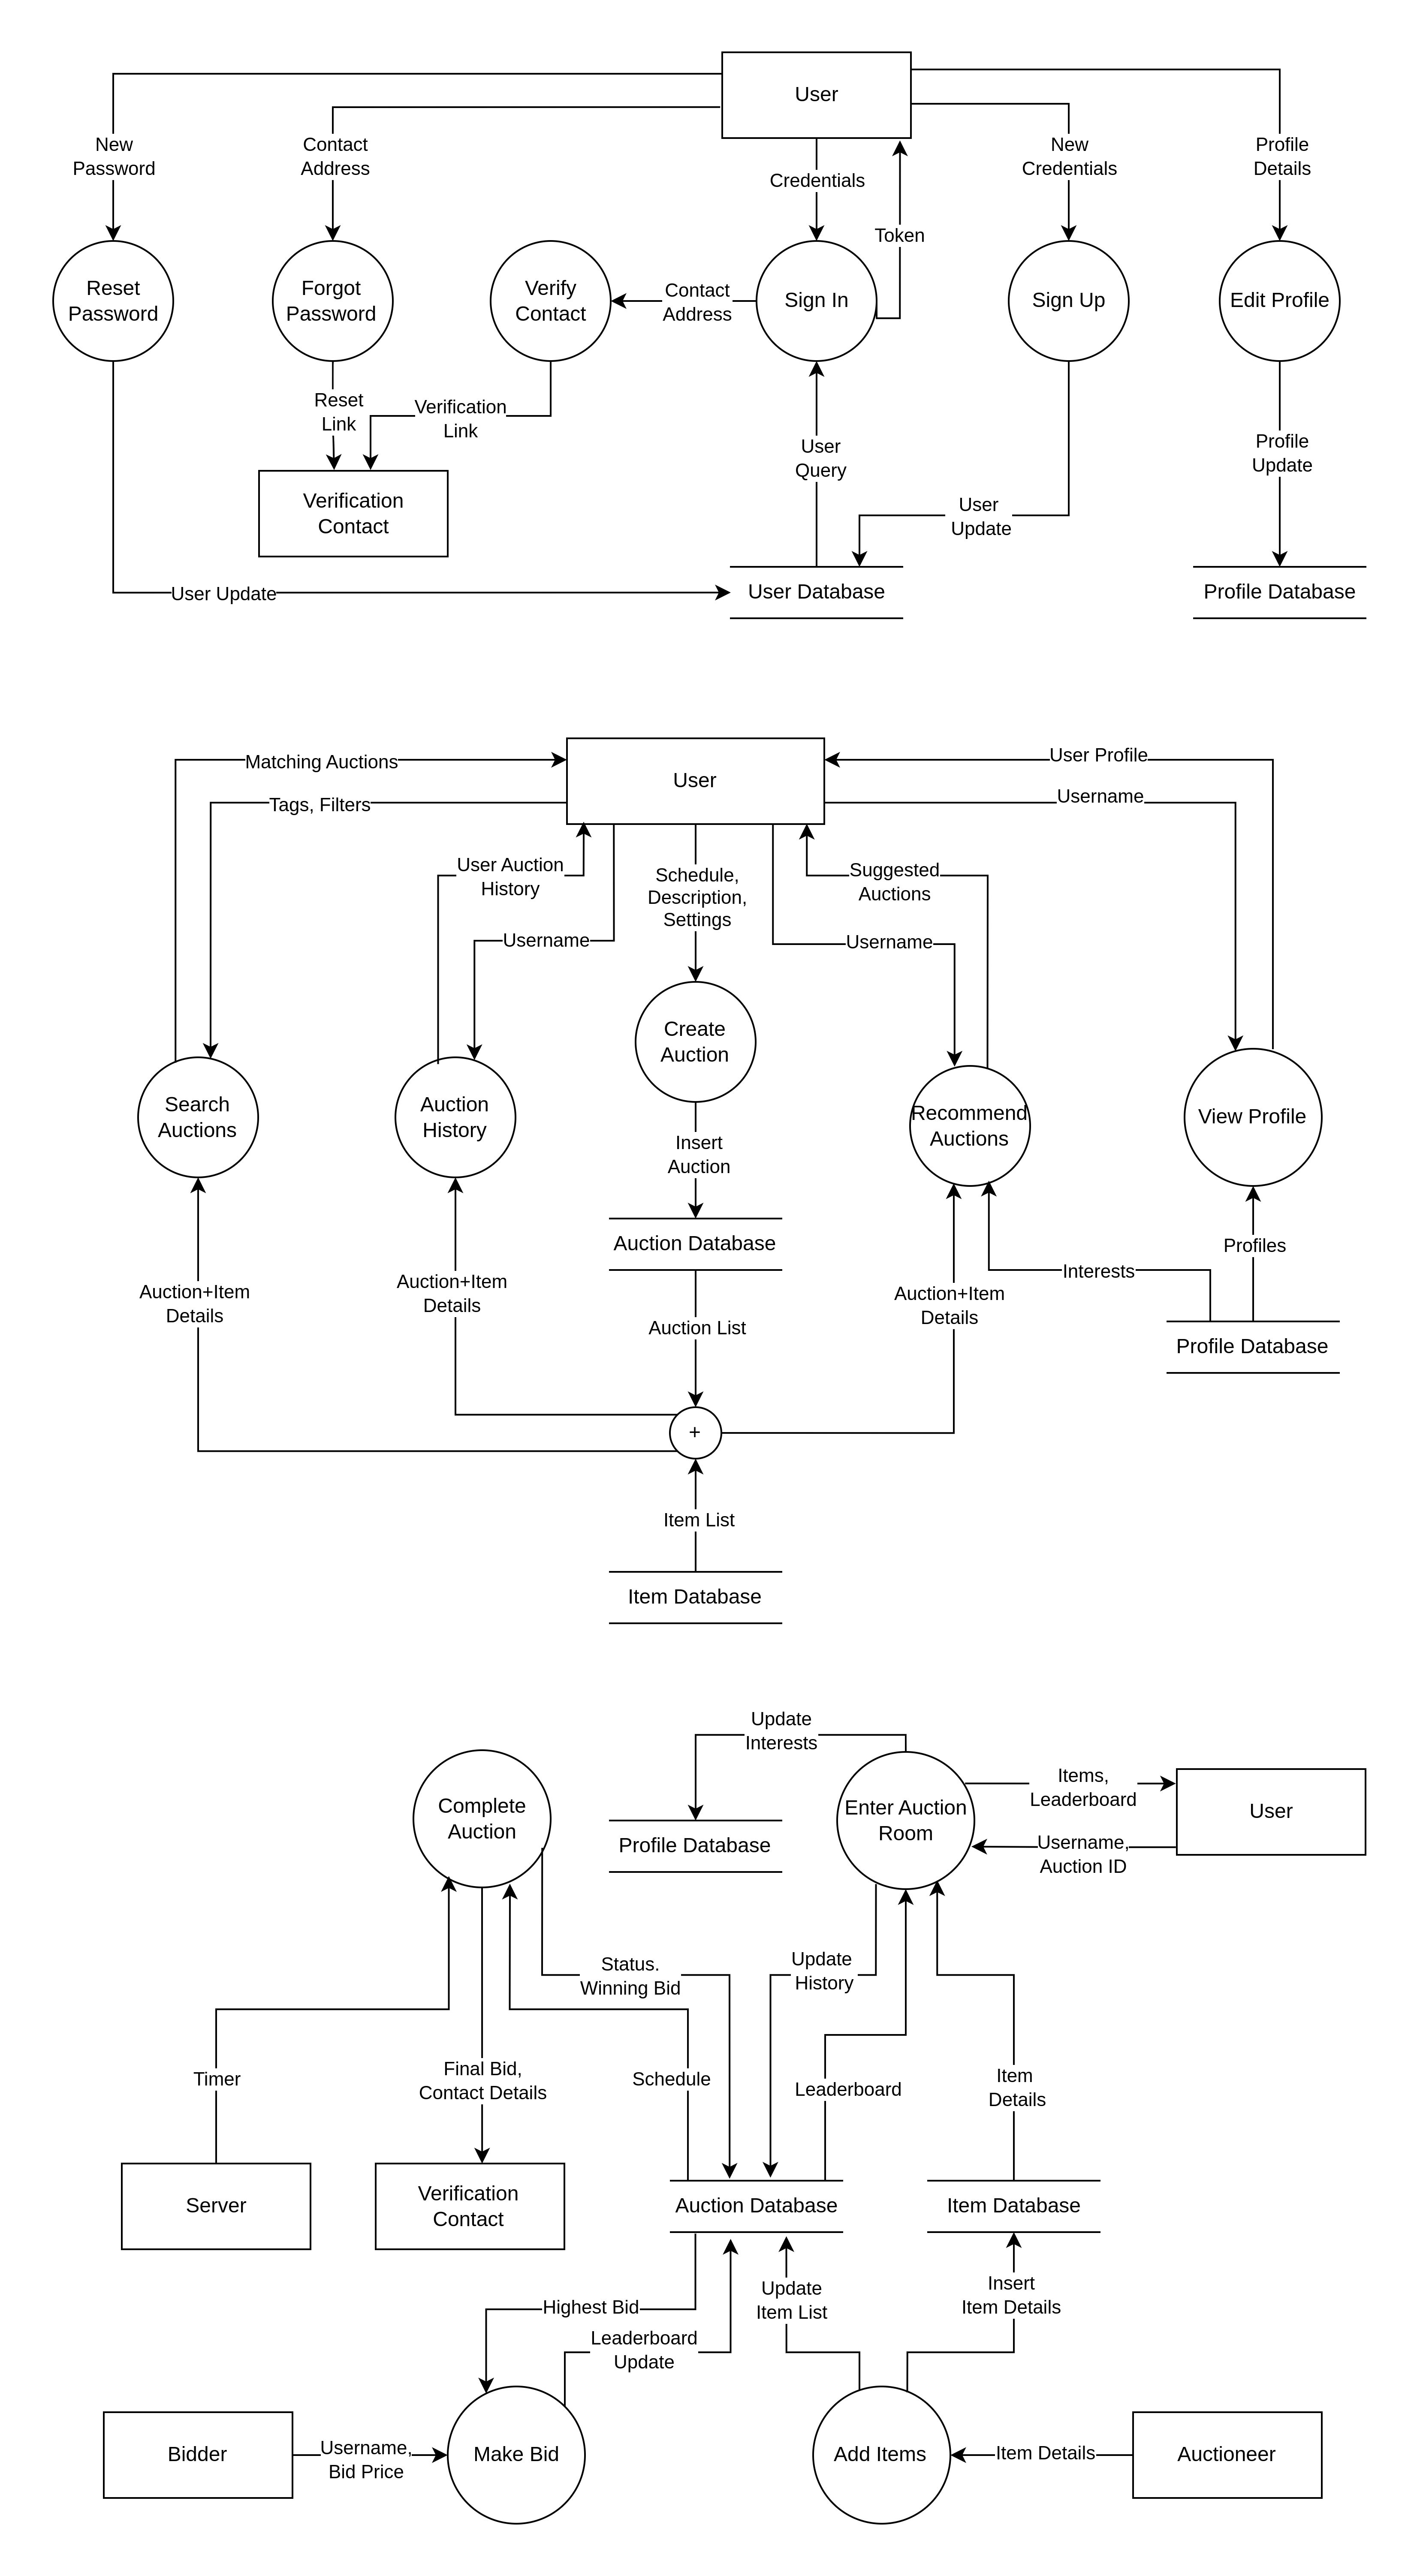 User
New
Password
Contact
Address
Credentials
Token
New
Credentials
Profile
Details
Reset
Password
Forgot
Password
Verify
Contact
Contact
Address
Sign In
Sign Up
Edit Profile
Reset
Link
Verification
Link
User
Query
Profile
Update
Verification
Contact
User
Update
User Update
User Database
Profile Database
Matching Auctions
User
User Profile
Tags, Filters
Username
User Auction
History
Schedule,
Description,
Settings
Suggested
Auctions
Username
Username
Create
Auction
Search
Auctions
Auction
History
Recommend
Auctions
View Profile
Insert
Auction
Auction Database
Profiles
Auction+Item
Details
Auction+Item
Details
Auction+Item
Details
Interests
Auction List
Profile Database
+
Item List
Item Database
Update
Interests
Complete
Auction
Profile Database
Enter Auction
Room
Items,
Leaderboard
User
Username,
Auction ID
Status.
Winning Bid
Update
History
Timer
Final Bid,
Contact Details
Schedule
Leaderboard
Item
Details
Server
Verification
Contact
Auction Database
Item Database
Highest Bid
Leaderboard
Update
Update
Item List
Insert
Item Details
Bidder
Username,
Bid Price
Make Bid
Add Items
Item Details
Auctioneer